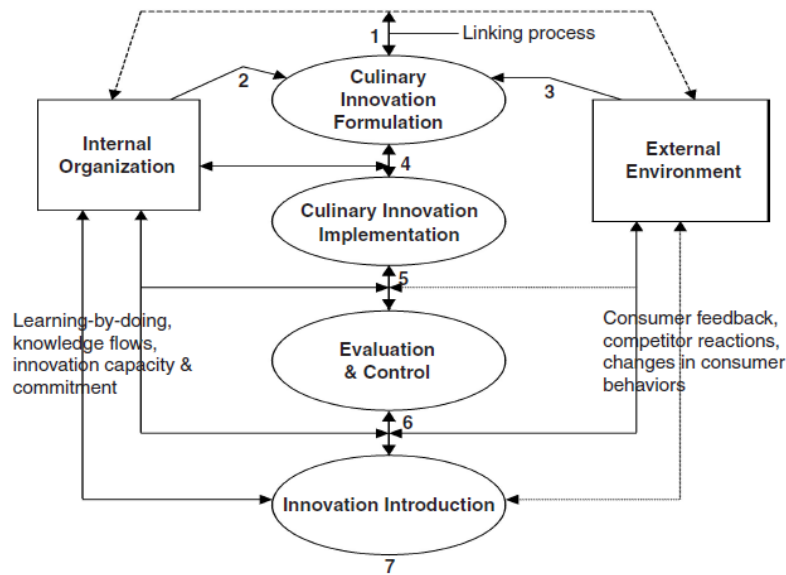 1
Linking process
2
Culinary
Innovation
Formulation
3
Internal
Organization
External
Environment
4
Culinary Innovation
Implementation
5
Learning-by-doing,
knowledge flows,
innovation capacity &
commitment
Consumer feedback,
competitor reactions,
changes in consumer
behaviors
Evaluation
& Control
6
Innovation Introduction
7